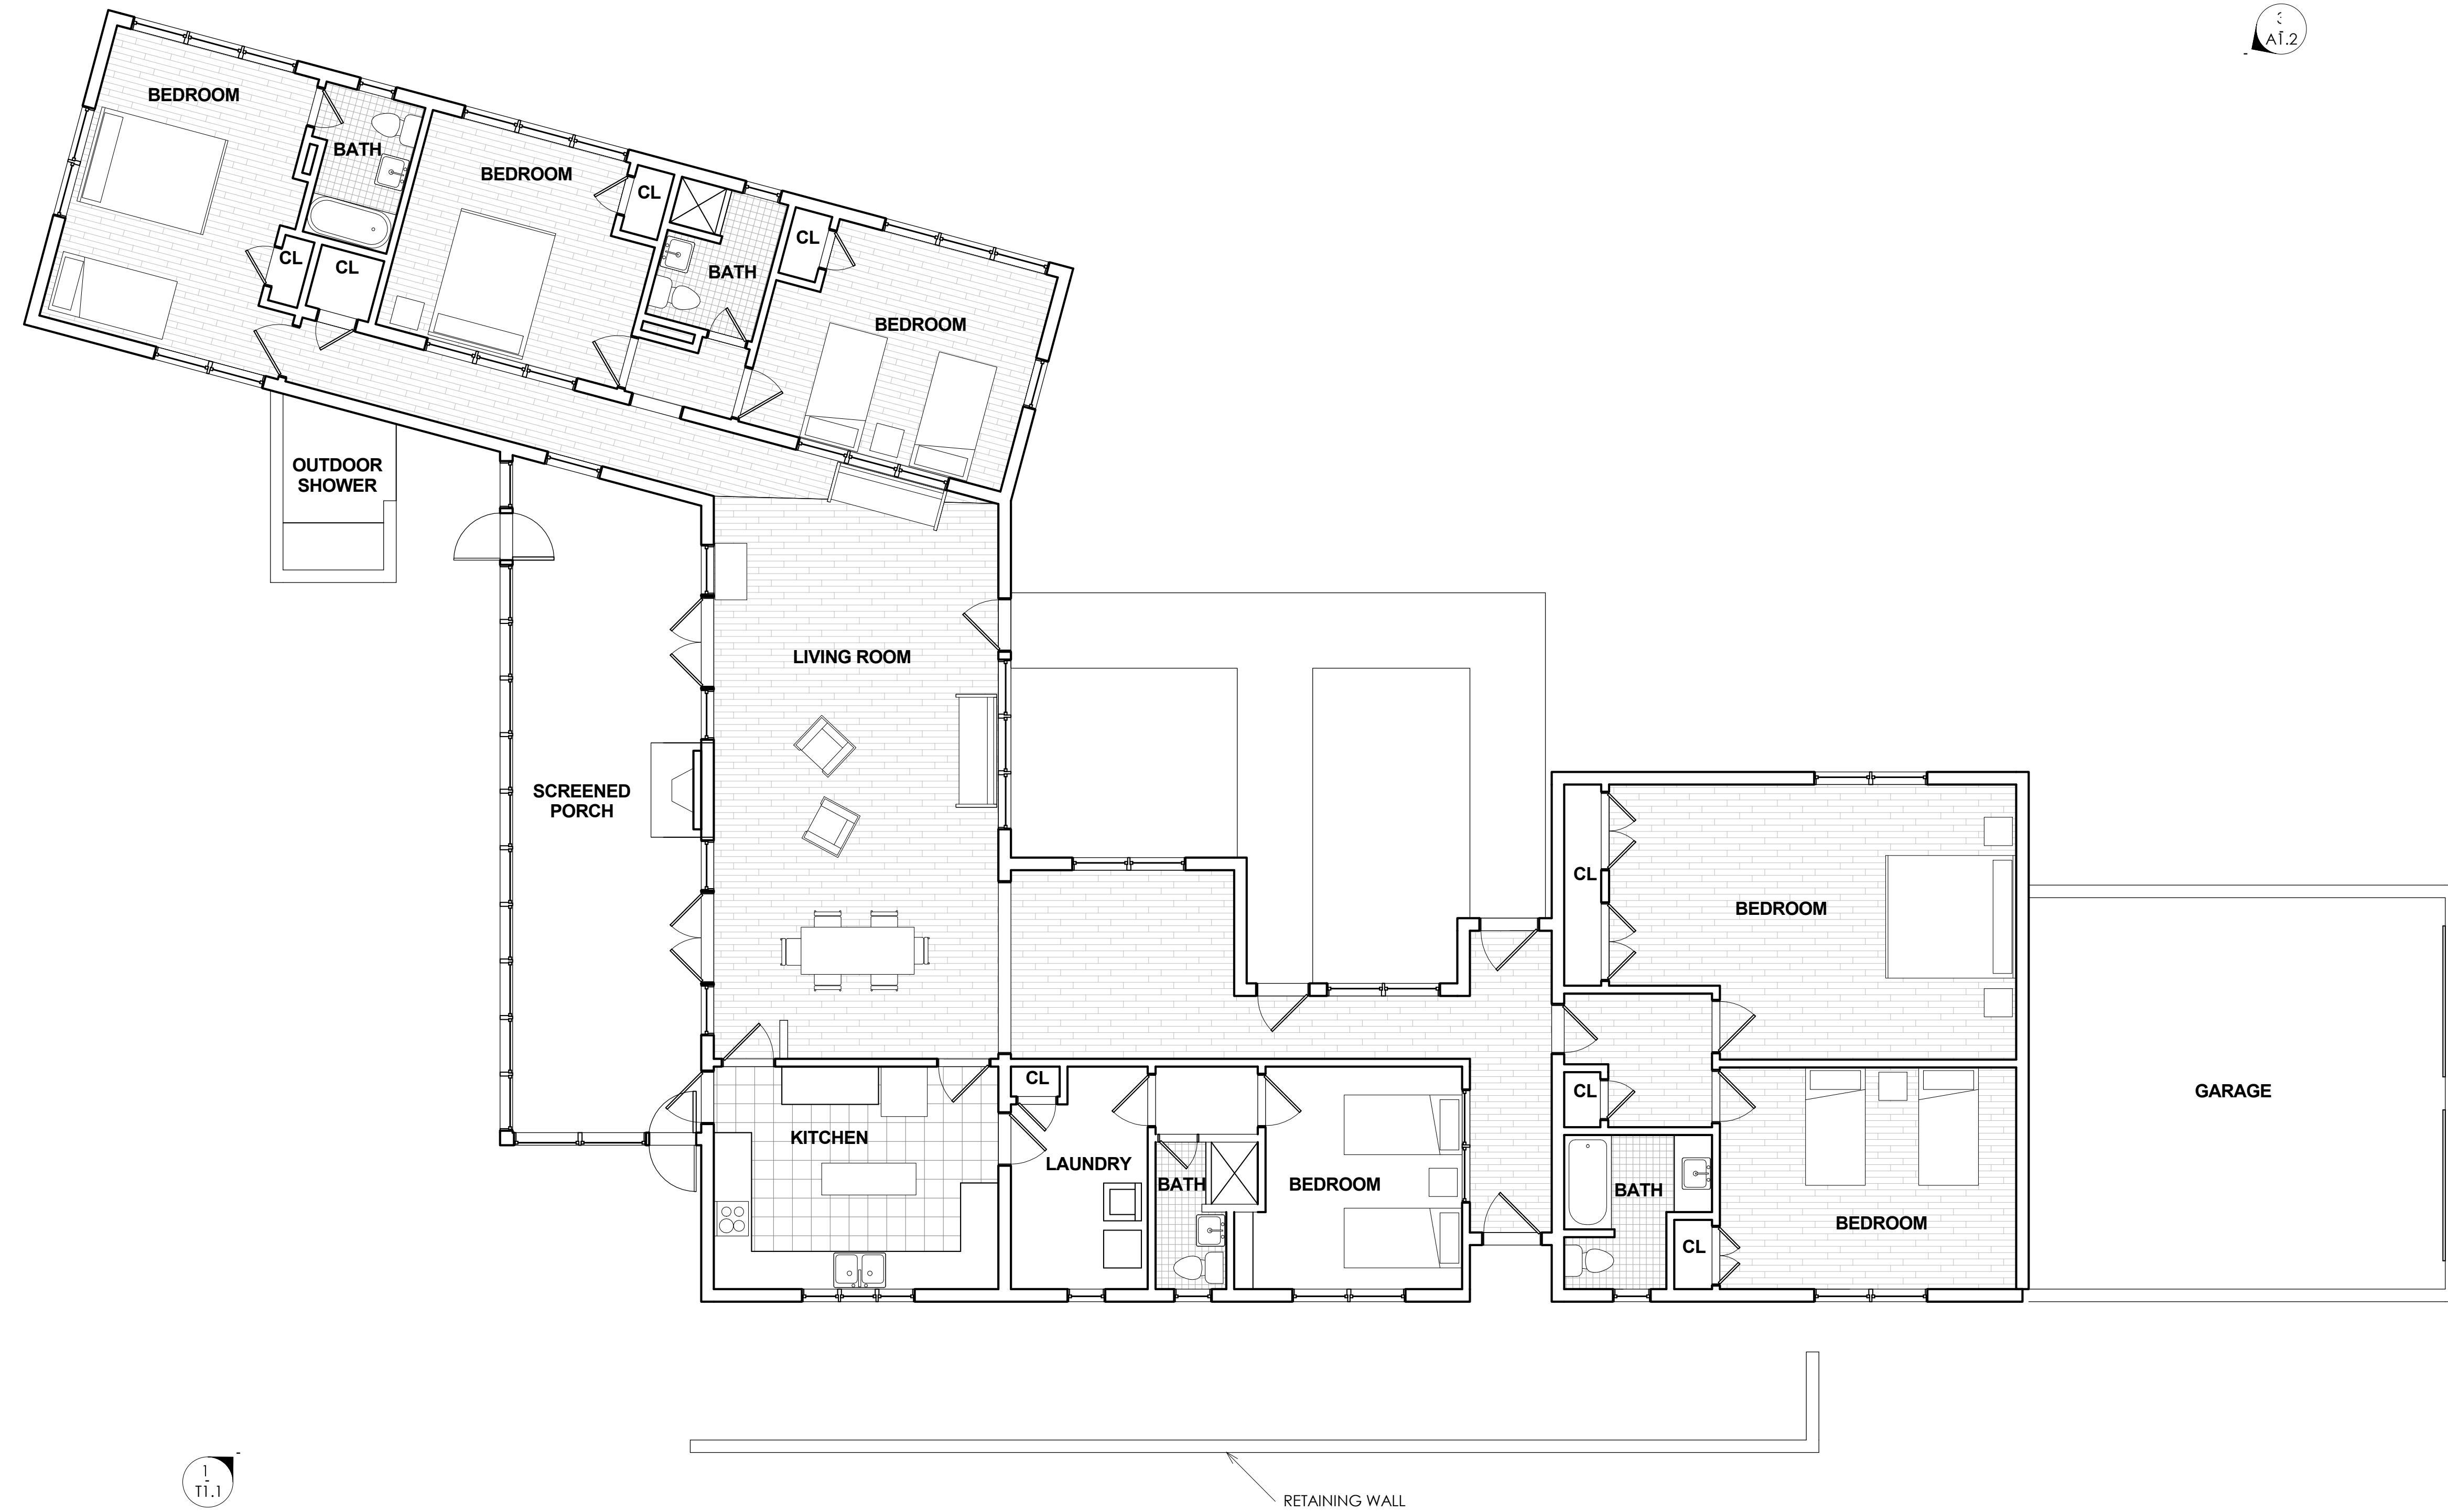 3
A1.2
BEDROOM
BATH
BEDROOM
CL
CL
BATH
CL
CL
BEDROOM
OUTDOOR
SHOWER
LIVING ROOM
SCREENED
PORCH
CL
BEDROOM
CL
KITCHEN
LAUNDRY
BATH
BEDROOM
CL
BATH
CL
BEDROOM
GARAGE
1
T1.1
RETAINING WALL